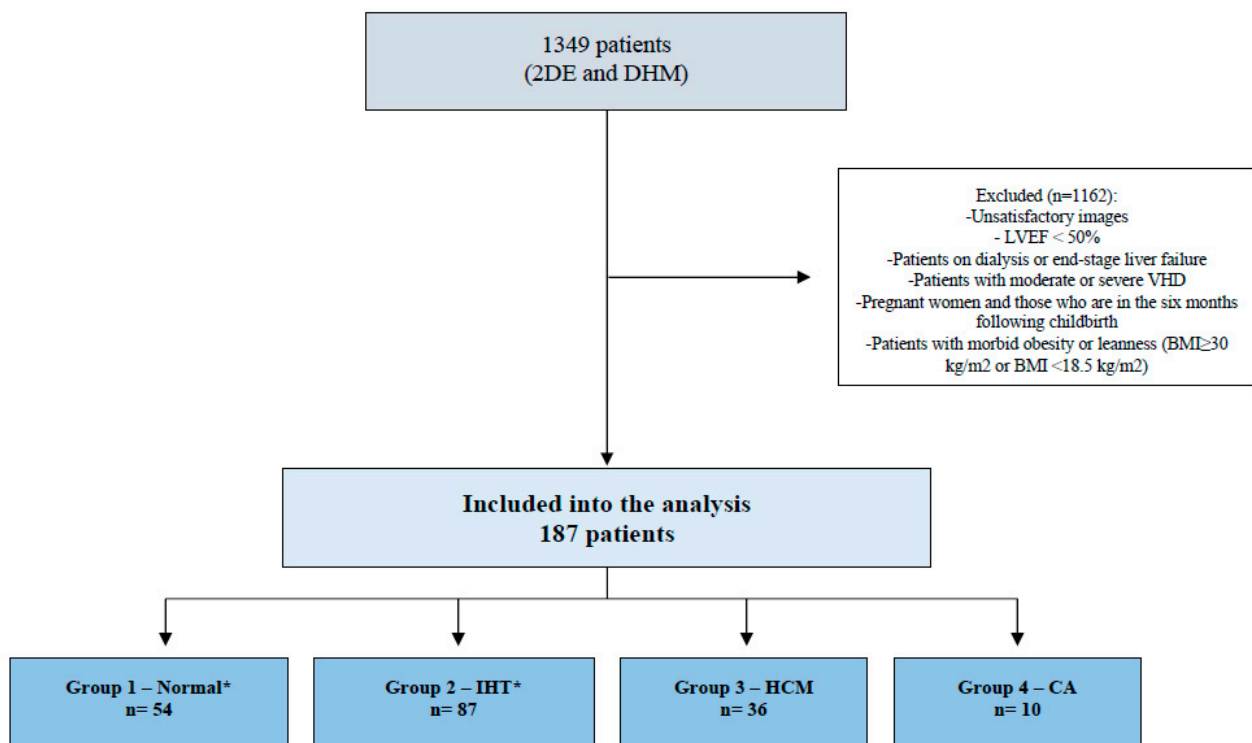 1349 patients
(2DE and DHM)
Excluded (n=1162):
-Unsatisfactory images
- LVEF < 50%
-Patients on dialysis or end-stage liver failure
-Patients with moderate or severe VHD
-Pregnant women and those who are in the six months
following childbirth
-Patients with morbid obesity or leanness (BMI≥30
kg/m2 or BMI <18.5 kg/m2)
Included into the analysis
187 patients
Group 1 – Normal*
n= 54
Group 2 – IHT*
n= 87
Group 3 – HCM
n= 36
Group 4 – CA
n= 10